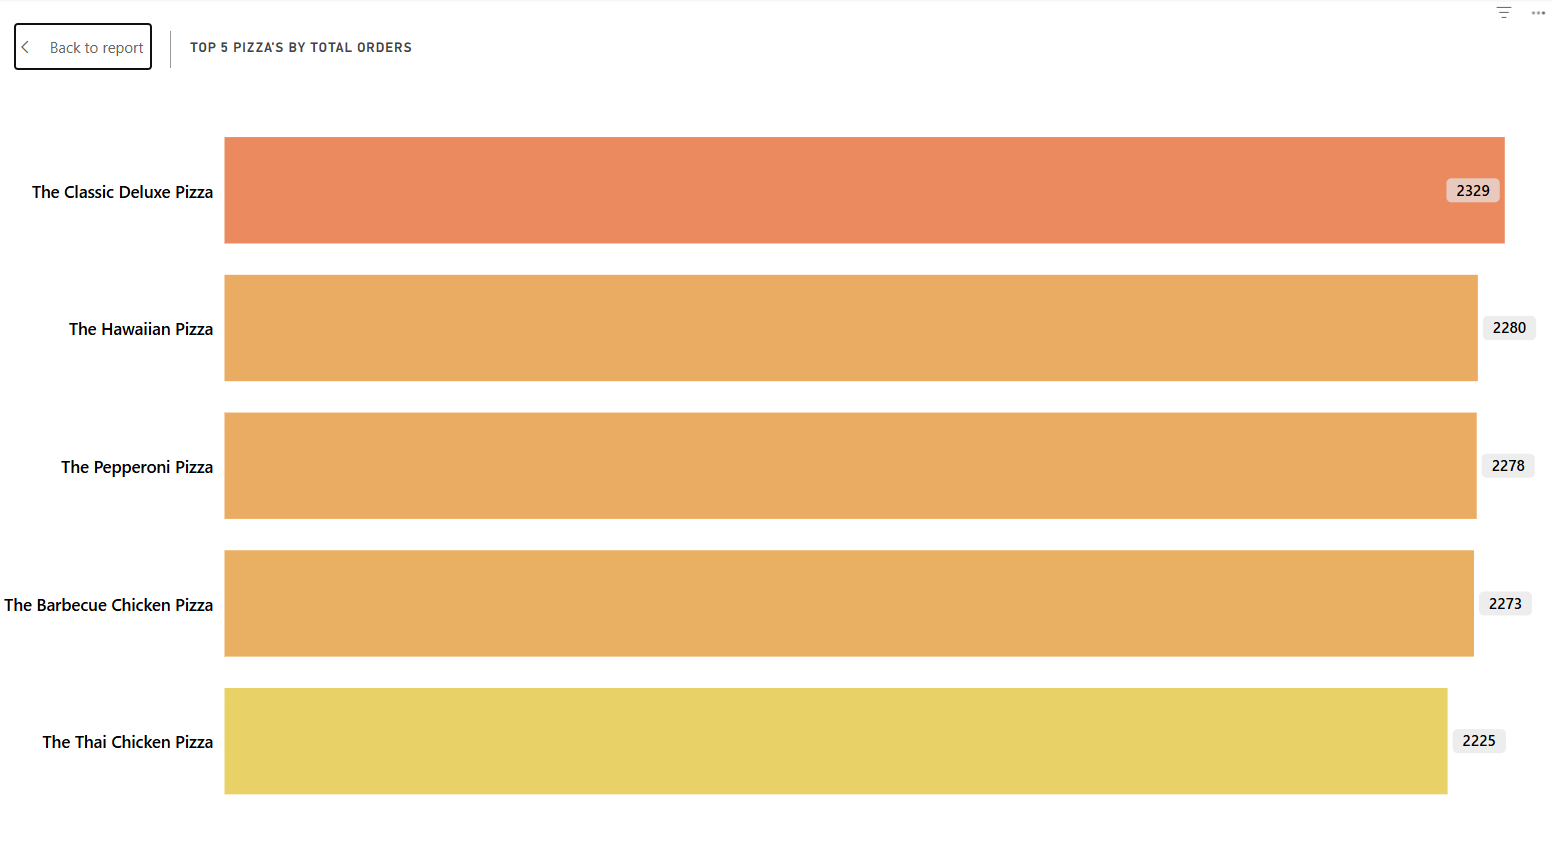 Back to report
TOP 5 PIZZA'S BY TOTAL ORDERS
The Classic Deluxe Pizza
2329
The Hawaiian Pizza
2280
The Pepperoni Pizza
2278
The Barbecue Chicken Pizza
2273
The Thai Chicken Pizza
2225